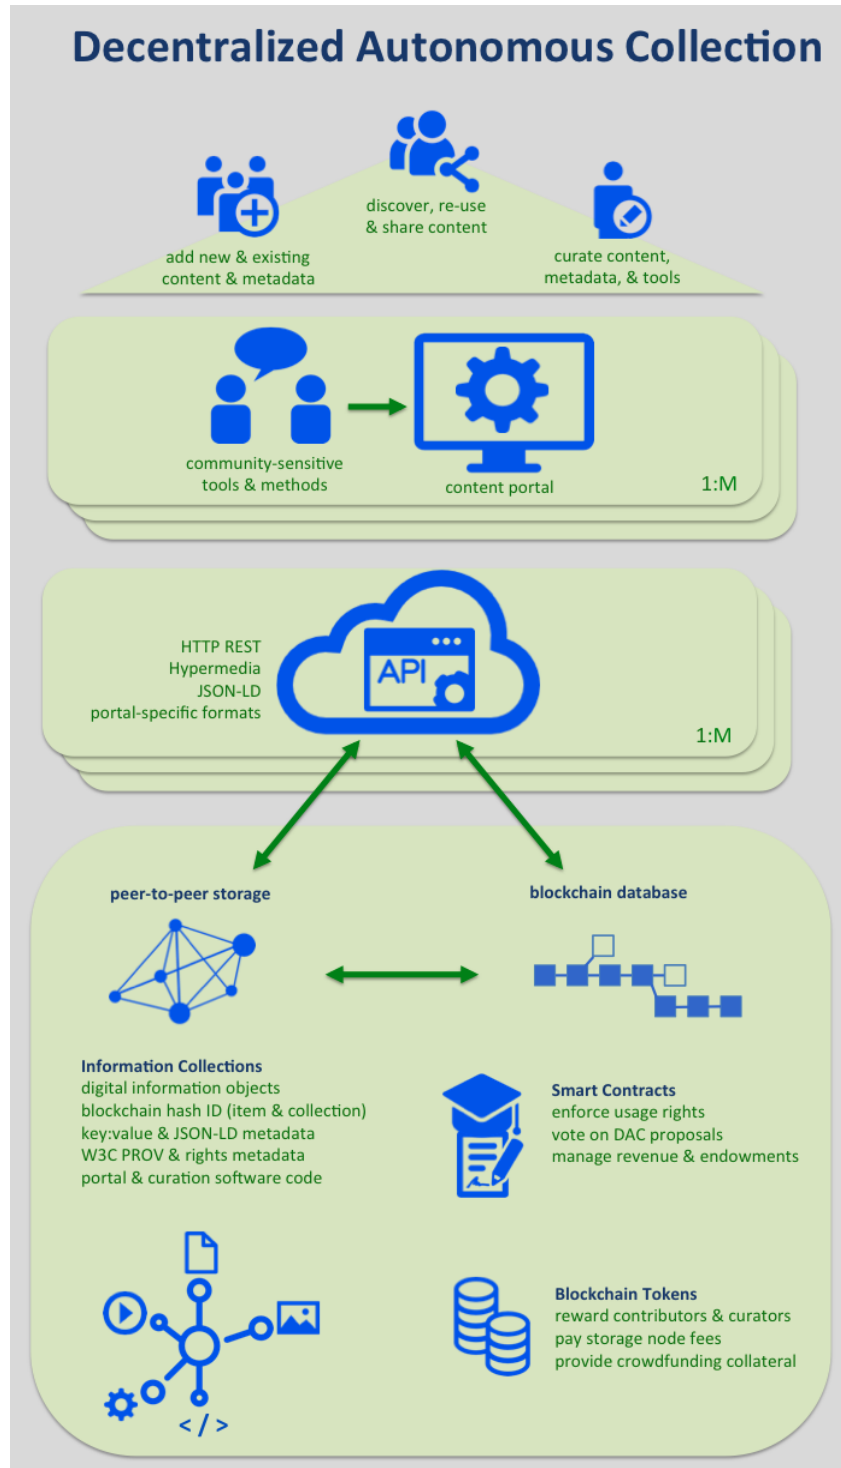 Decentralized Autonomous Collection
discover, re-use
& share content
add new & existing
content & metadata
curate content,
metadata, & tools
community-sensitive
tools & methods
content portal
1:M
HTTP REST
Hypermedia
JSON-LD
portal-specific formats
API
1:M
peer-to-peer storage
blockchain database
Information Collections
digital information objects
blockchain hash ID (item & collection)
key:value & JSON-LD metadata
W3C PROV & rights metadata
portal & curation software code
Smart Contracts
enforce usage rights
vote on DAC proposals
manage revenue & endowments
</>
Blockchain Tokens
reward contributors & curators
pay storage node fees
provide crowdfunding collateral